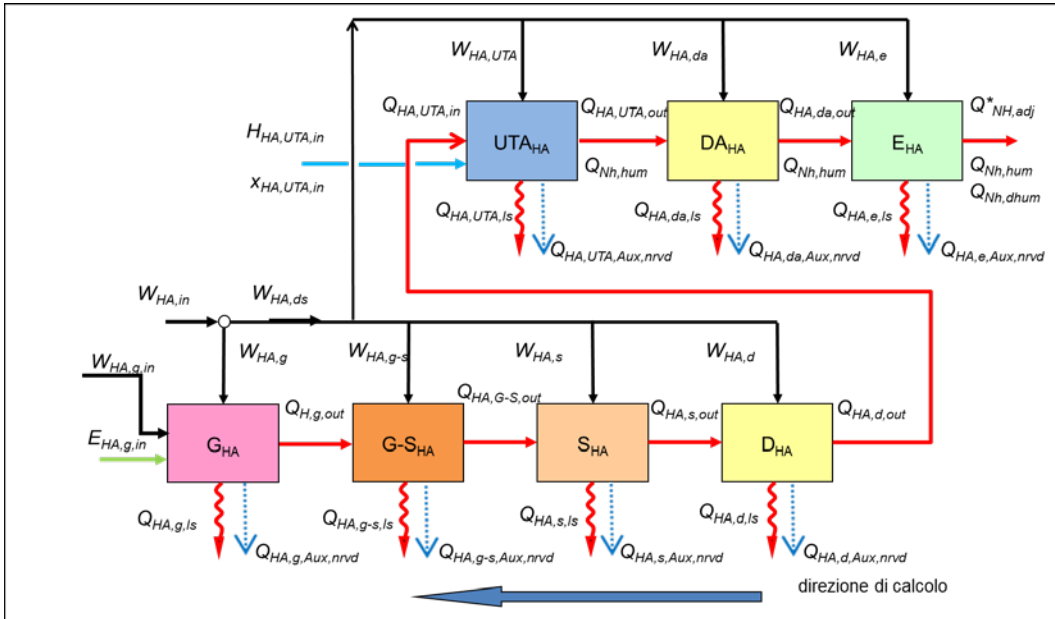 W_HA,UTA W_HA,da W_HA,e
Q_HA,UTA,in Q_HA,UTA,out Q_HA,da,out Q*_NH,adj
H_HA,UTA,in
UTA_HA DA_HA E_HA
x_HA,UTA,in
Q_Nh,hum Q_Nh,hum Q_Nh,hum
Q_Nh,dhum
Q_HA,UTA,ls Q_HA,da,ls Q_HA,e,ls
Q_HA,UTA,Aux,nrvd Q_HA,da,Aux,nrvd Q_HA,e,Aux,nrvd
W_HA,in W_HA,ds
W_HA,g W_HA,g-s W_HA,s W_HA,d
W_HA,g,in
Q_H,g,out Q_HA,G-S,out Q_HA,s,out Q_HA,d,out
E_HA,g,in
G_HA G-S_HA S_HA D_HA
Q_HA,g,ls Q_HA,g-s,ls Q_HA,s,ls Q_HA,d,ls
Q_HA,g,Aux,nrvd Q_HA,g-s,Aux,nrvd Q_HA,s,Aux,nrvd Q_HA,d,Aux,nrvd
direzione di calcolo